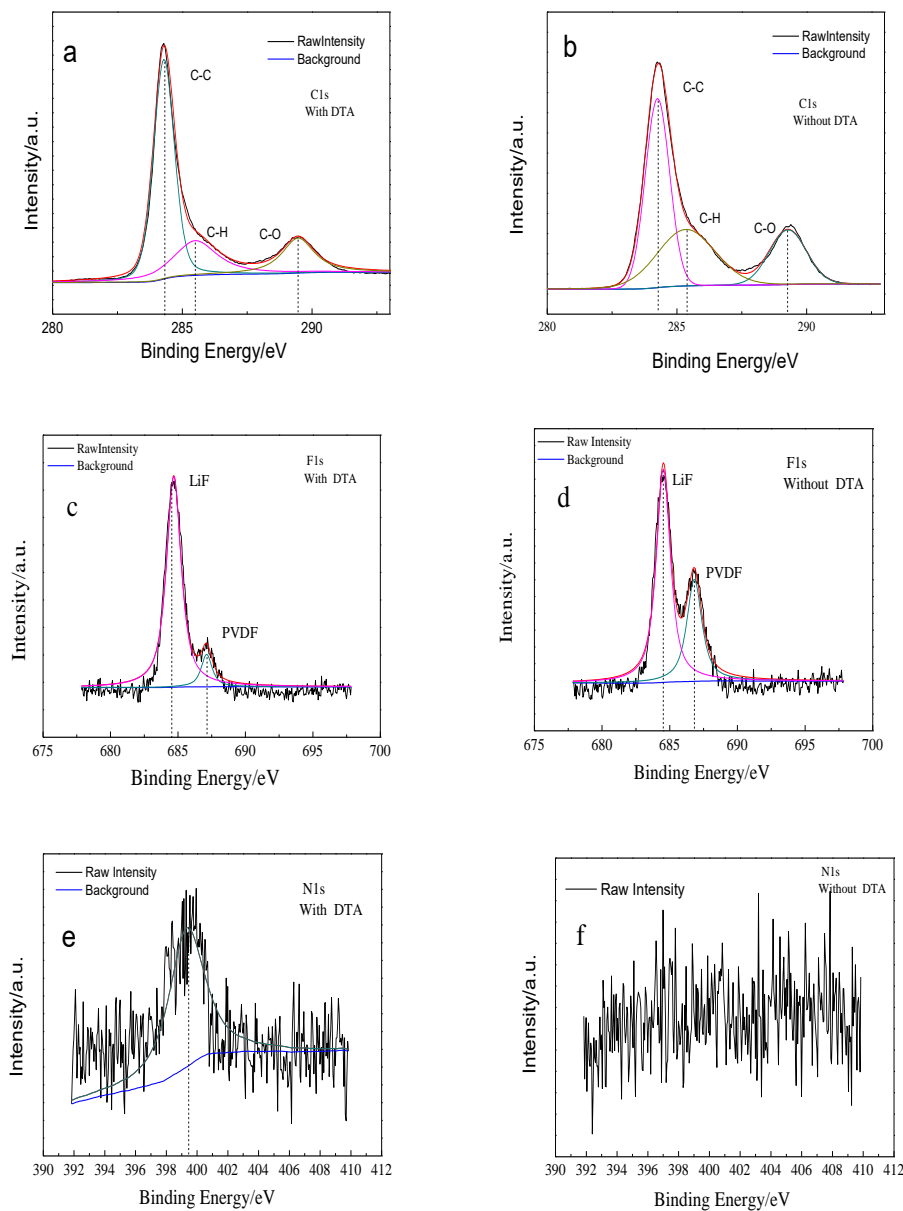 a
RawIntensity
Background
C-C
C1s
With DTA
C-H
C-O
Intensity/a.u.
280
285
290
Binding Energy/eV
b
RawIntensity
Background
C-C
C1s
Without DTA
C-H
C-O
Intensity/a.u.
280
285
290
Binding Energy/eV
RawIntensity
Background
F1s
With DTA
LiF
c
PVDF
Intensity/a.u.
675 680 685 690 695 700
Binding Energy/eV
Raw Intensity
Background
F1s
Without DTA
LiF
d
PVDF
Intensity/a.u.
675 680 685 690 695 700
Binding Energy/eV
Raw Intensity
Background
N1s
With DTA
e
Intensity/a.u.
390 392 394 396 398 400 402 404 406 408 410 412
Binding Energy/eV
Raw Intensity
N1s
Without DTA
f
Intensity/a.u.
390 392 394 396 398 400 402 404 406 408 410 412
Binding Energy/eV